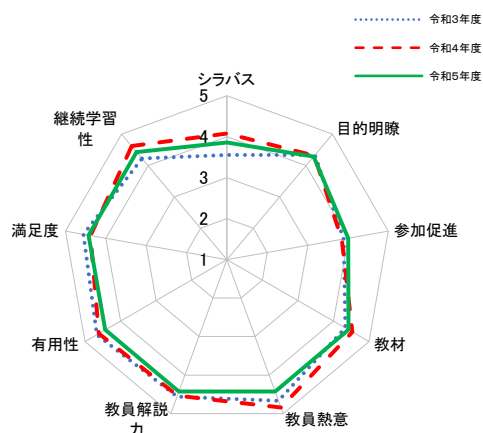 令和3年度
令和4年度
令和5年度
シラバス
目的明瞭
参加促進
教材
教員熱意
教員解説
力
有用性
満足度
継続学習
性
5
4
3
2
1